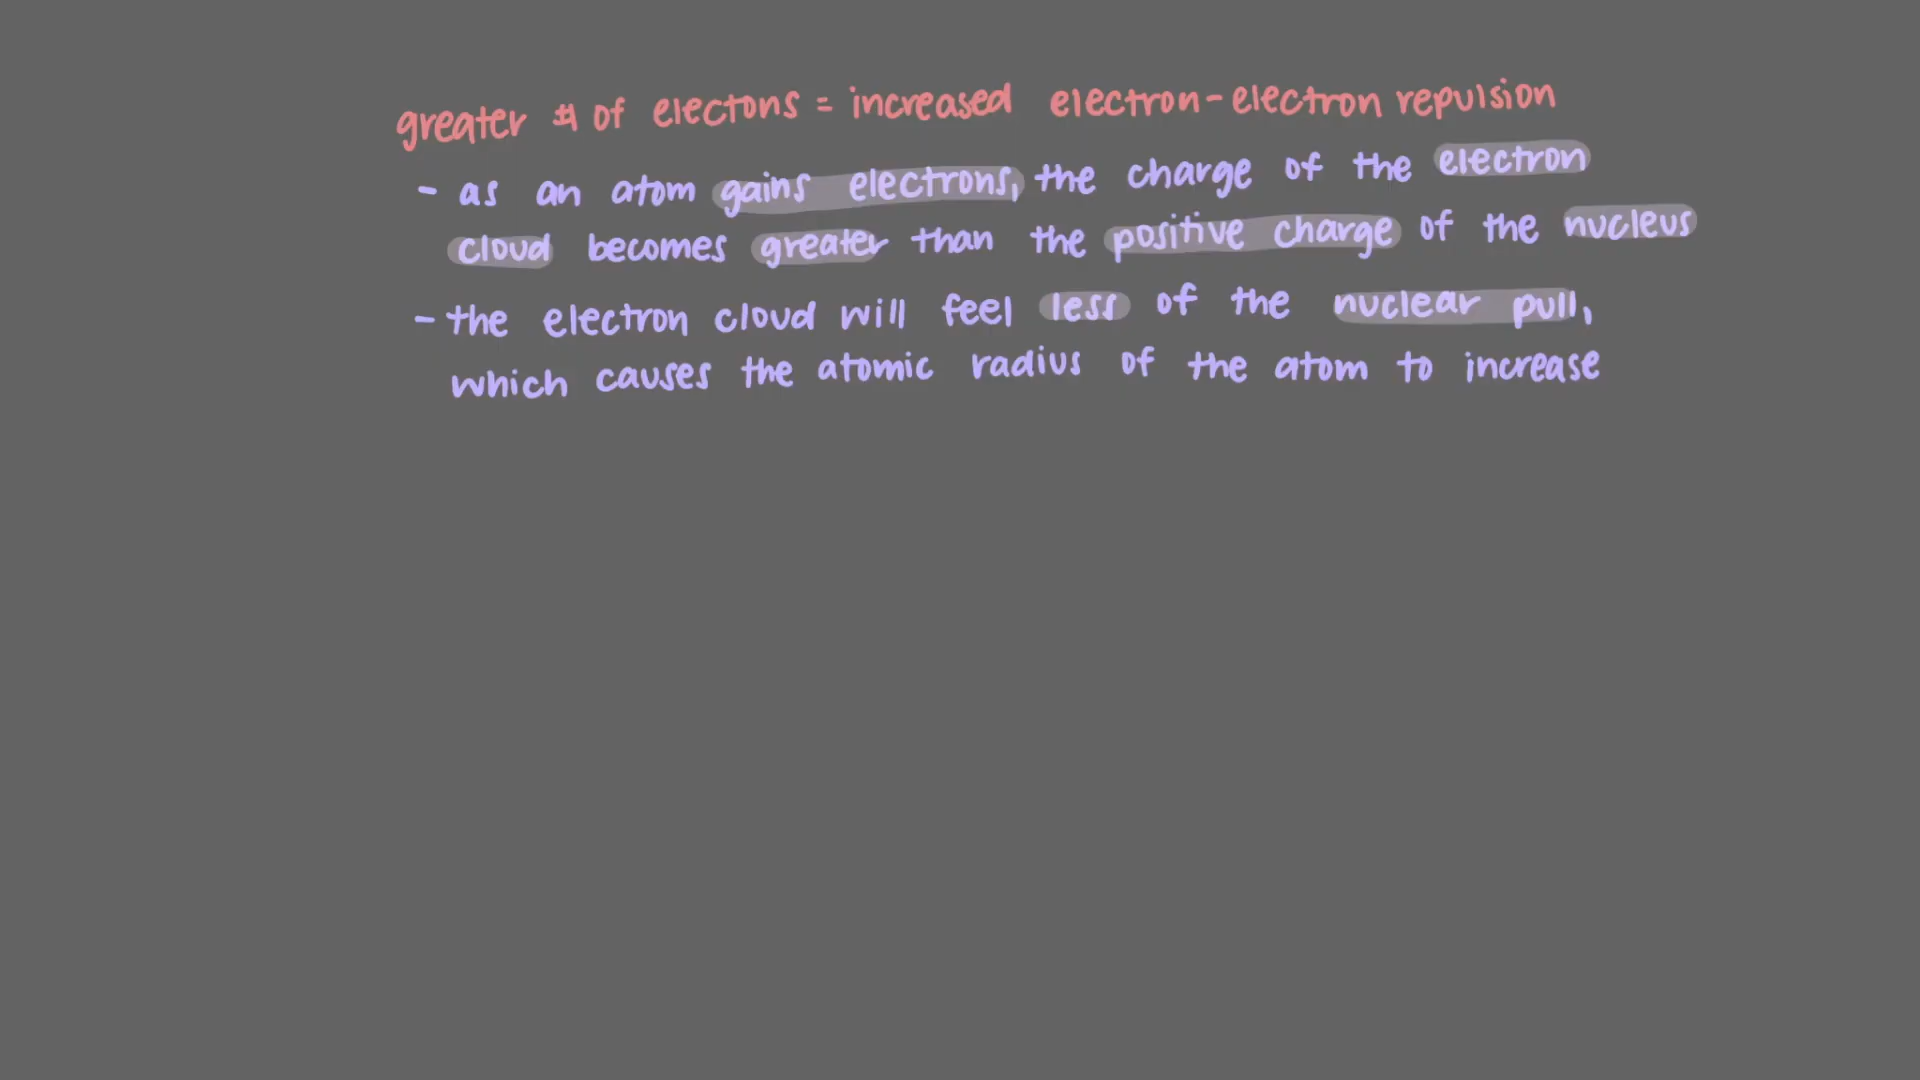 greater # of electons = increased electron-electron repulsion
- as an atom gains electrons, the charge of the electron
cloud becomes greater than the positive charge of the nucleus
- the electron cloud will feel less of the nuclear pull,
which causes the atomic radius of the atom to increase